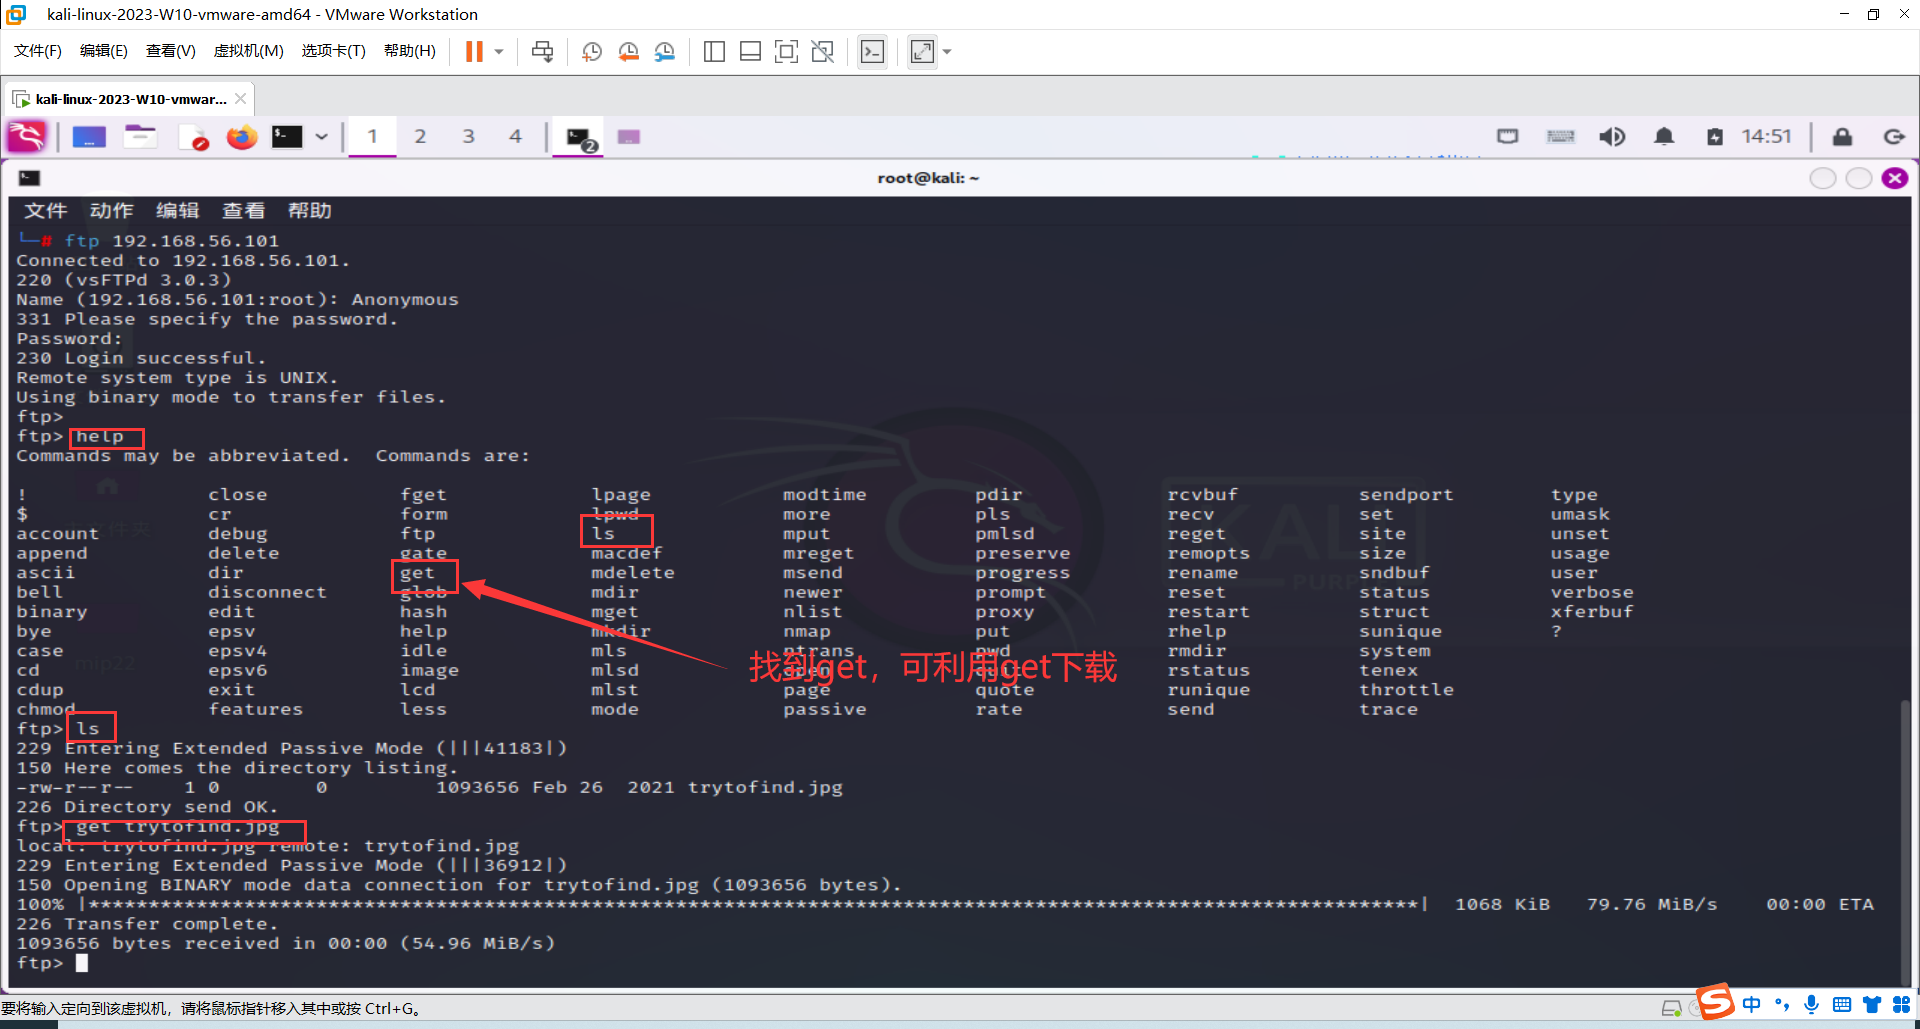 kali-linux-2023-W10-vmware-amd64 - VMware Workstation
文件(F) 编辑(E) 查看(V) 虚拟机(M) 选项卡(T) 帮助(H)
kali-linux-2023-W10-vmwar...
1 2 3 4 2 14:51
root@kali: ~
文件 动作 编辑 查看 帮助
└─# ftp 192.168.56.101
Connected to 192.168.56.101.
220 (vsFTPd 3.0.3)
Name (192.168.56.101:root): Anonymous
331 Please specify the password.
Password:
230 Login successful.
Remote system type is UNIX.
Using binary mode to transfer files.
ftp>
ftp> help
Commands may be abbreviated.  Commands are:
! close fget lpage modtime pdir rcvbuf sendport type
$ cr form lpwd more pls recv set umask
account debug ftp ls mput pmlsd reget site unset
append delete gate macdef mreget preserve remopts size usage
ascii dir get mdelete msend progress rename sndbuf user
bell disconnect glob mdir newer prompt reset status verbose
binary edit hash mget nlist proxy restart struct xferbuf
bye epsv help mkdir nmap put rhelp sunique ?
case epsv4 idle mls ntrans pwd rmdir system
cd epsv6 image mlsd open quit rstatus tenex
cdup exit lcd mlst page quote runique throttle
chmod features less mode passive rate send trace
找到get，可利用get下载
ftp> ls
229 Entering Extended Passive Mode (|||41183|)
150 Here comes the directory listing.
-rw-r--r-- 1 0 0 1093656 Feb 26 2021 trytofind.jpg
226 Directory send OK.
ftp> get trytofind.jpg
local: trytofind.jpg remote: trytofind.jpg
229 Entering Extended Passive Mode (|||36912|)
150 Opening BINARY mode data connection for trytofind.jpg (1093656 bytes).
100% |***************************************************************************************************************| 1068 KiB 79.76 MiB/s 00:00 ETA
226 Transfer complete.
1093656 bytes received in 00:00 (54.96 MiB/s)
ftp>
要将输入定向到该虚拟机，请将鼠标指针移入其中或按 Ctrl+G。
中